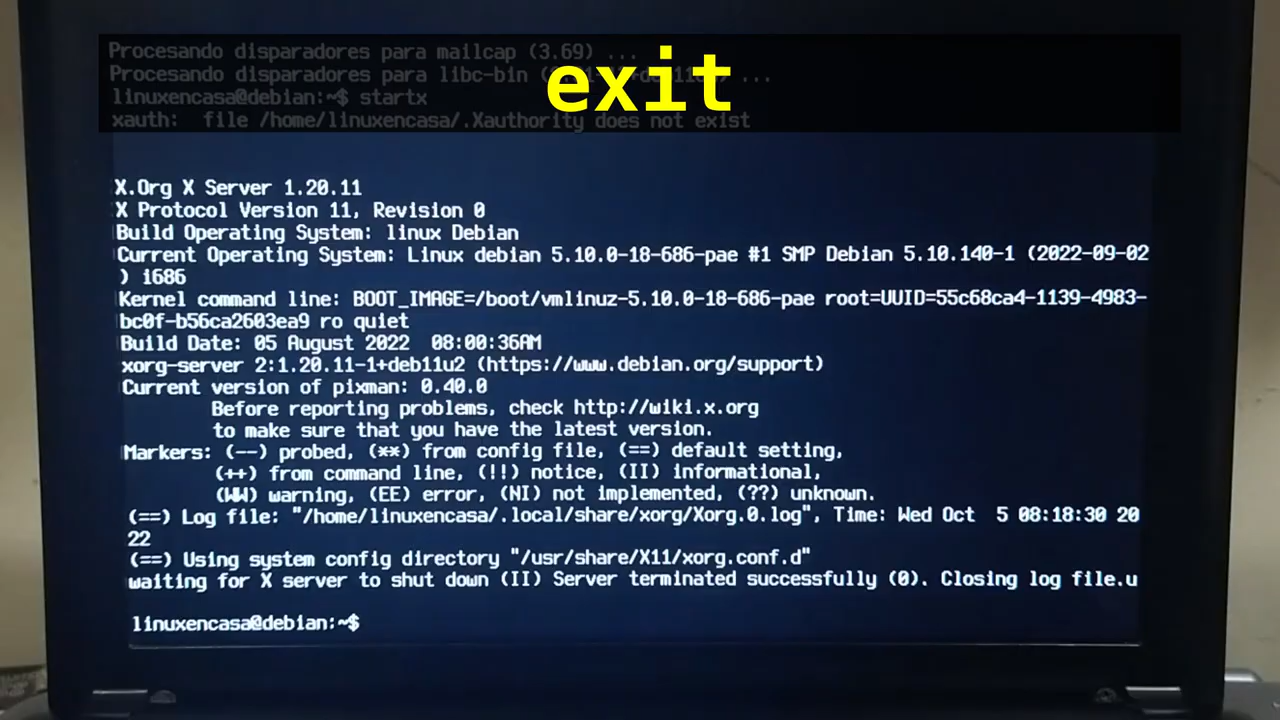 Procesando disparadores para mailcap (3.69) ...
exit
Procesando disparadores para libc-bin
linuxencasa@debian:~$ startx
xauth:  file /home/linuxencasa/.Xauthority does not exist
X.Org X Server 1.20.11
X Protocol Version 11, Revision 0
Build Operating System: linux Debian
Current Operating System: Linux debian 5.10.0-18-686-pae #1 SMP Debian 5.10.140-1 (2022-09-02
) i686
Kernel command line: BOOT_IMAGE=/boot/vmlinuz-5.10.0-18-686-pae root=UUID=55c68ca4-1139-4983-
bc0f-b56ca2603ea9 ro quiet
Build Date: 05 August 2022  08:00:36AM
xorg-server 2:1.20.11-1+deb11u2 (https://www.debian.org/support)
Current version of pixman: 0.40.0
Before reporting problems, check http://wiki.x.org
to make sure that you have the latest version.
Markers: (--) probed, (**) from config file, (==) default setting,
(++) from command line, (!!) notice, (II) informational,
(WW) warning, (EE) error, (NI) not implemented, (??) unknown.
(==) Log file: "/home/linuxencasa/.local/share/xorg/Xorg.0.log", Time: Wed Oct  5 08:18:30 20
22
(==) Using system config directory "/usr/share/X11/xorg.conf.d"
waiting for X server to shut down (II) Server terminated successfully (0). Closing log file.u
linuxencasa@debian:~$